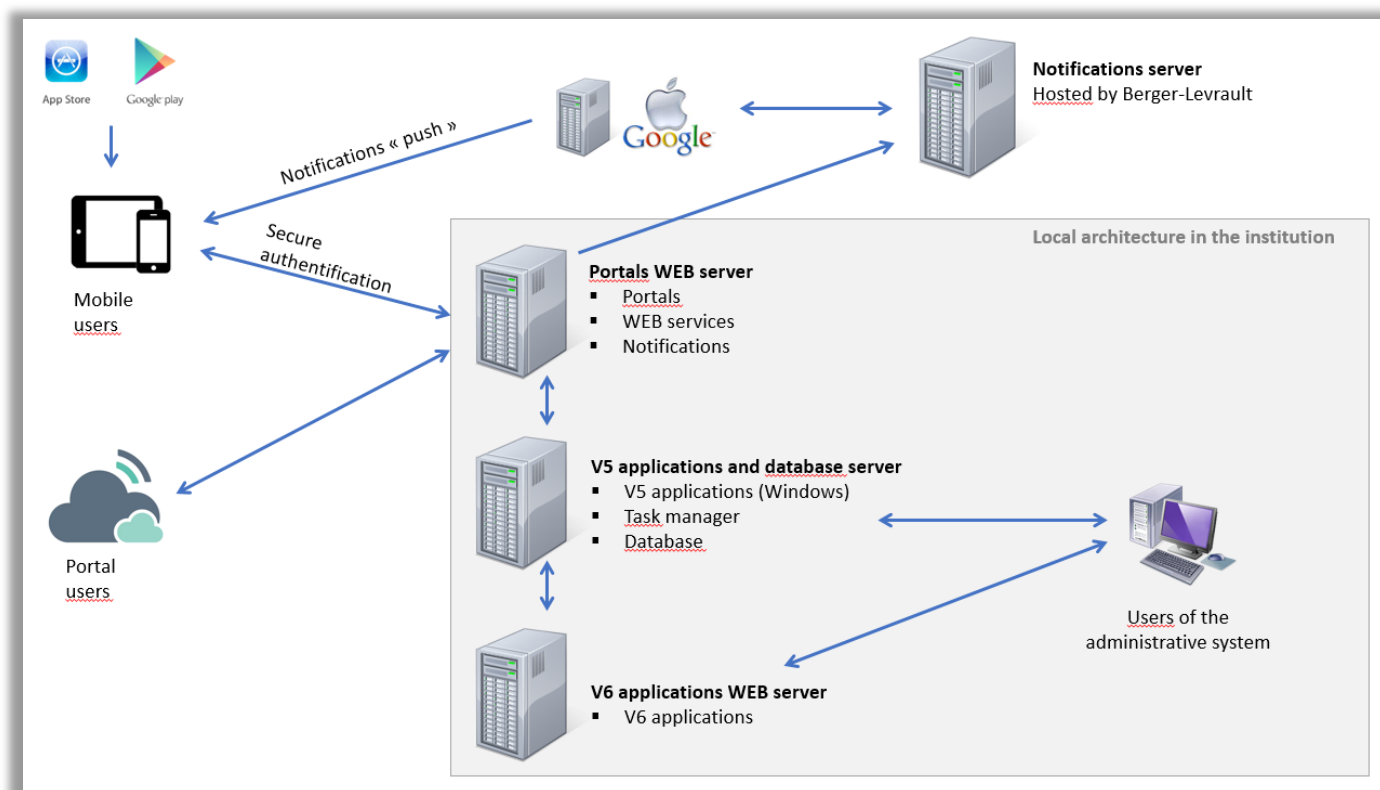 App Store
Google play
Notifications « push »
Google
Notifications server
Hosted by Berger-Levrault
Secure
authentification
Mobile
users
Local architecture in the institution
Portals WEB server
▪ Portals
▪ WEB services
▪ Notifications
Portal
users
V5 applications and database server
▪ V5 applications (Windows)
▪ Task manager
▪ Database
Users of the
administrative system
V6 applications WEB server
▪ V6 applications